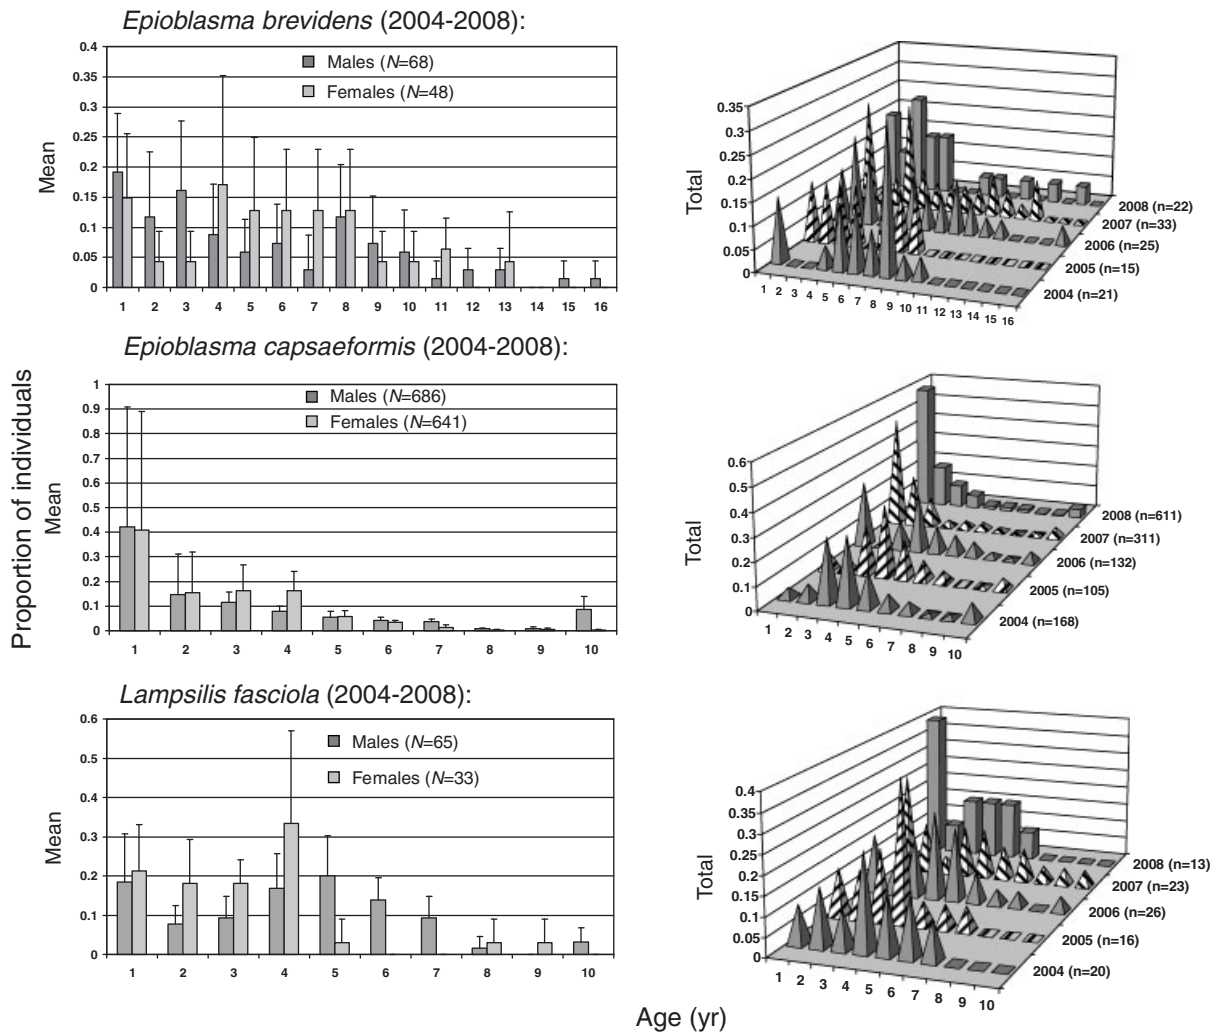 Epioblasma brevidens (2004-2008):
0.4
0.35
0.3
0.25
0.2
0.15
0.1
0.05
0
Mean
Males (N=68)
Females (N=48)
1 2 3 4 5 6 7 8 9 10 11 12 13 14 15 16
0.35
0.3
0.25
0.2
0.15
0.1
0.05
0
Total
1 2 3 4 5 6 7 8 9 10 11 12 13 14 15 16
2008 (n=22)
2007 (n=33)
2006 (n=25)
2005 (n=15)
2004 (n=21)
Epioblasma capsaeformis (2004-2008):
1
0.9
0.8
0.7
0.6
0.5
0.4
0.3
0.2
0.1
0
Proportion of individuals
Mean
Males (N=686)
Females (N=641)
1 2 3 4 5 6 7 8 9 10
0.6
0.5
0.4
0.3
0.2
0.1
0
Total
1 2 3 4 5 6 7 8 9 10
2008 (n=611)
2007 (n=311)
2006 (n=132)
2005 (n=105)
2004 (n=168)
Lampsilis fasciola (2004-2008):
0.6
0.5
0.4
0.3
0.2
0.1
0
Mean
Males (N=65)
Females (N=33)
1 2 3 4 5 6 7 8 9 10
0.4
0.35
0.3
0.25
0.2
0.15
0.1
0.05
0
Total
1 2 3 4 5 6 7 8 9 10
2008 (n=13)
2007 (n=23)
2006 (n=26)
2005 (n=16)
2004 (n=20)
Age (yr)